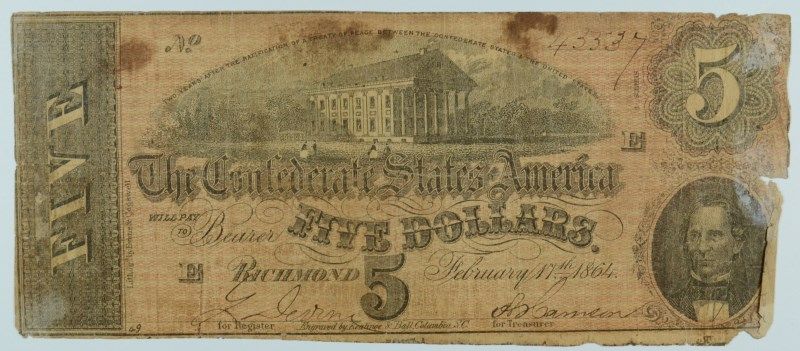 No 43537
TWO YEARS AFTER THE RATIFICATION OF A TREATY OF PEACE BETWEEN THE CONFEDERATE STATES & THE UNITED STATES
5
FIVE
E
The Confederate States of America
WILL PAY
TO Bearer FIVE DOLLARS.
E RICHMOND 5 February 17th 1864.
for Register Engraved by Keatinge & Ball, Columbia, S.C. for Treasurer